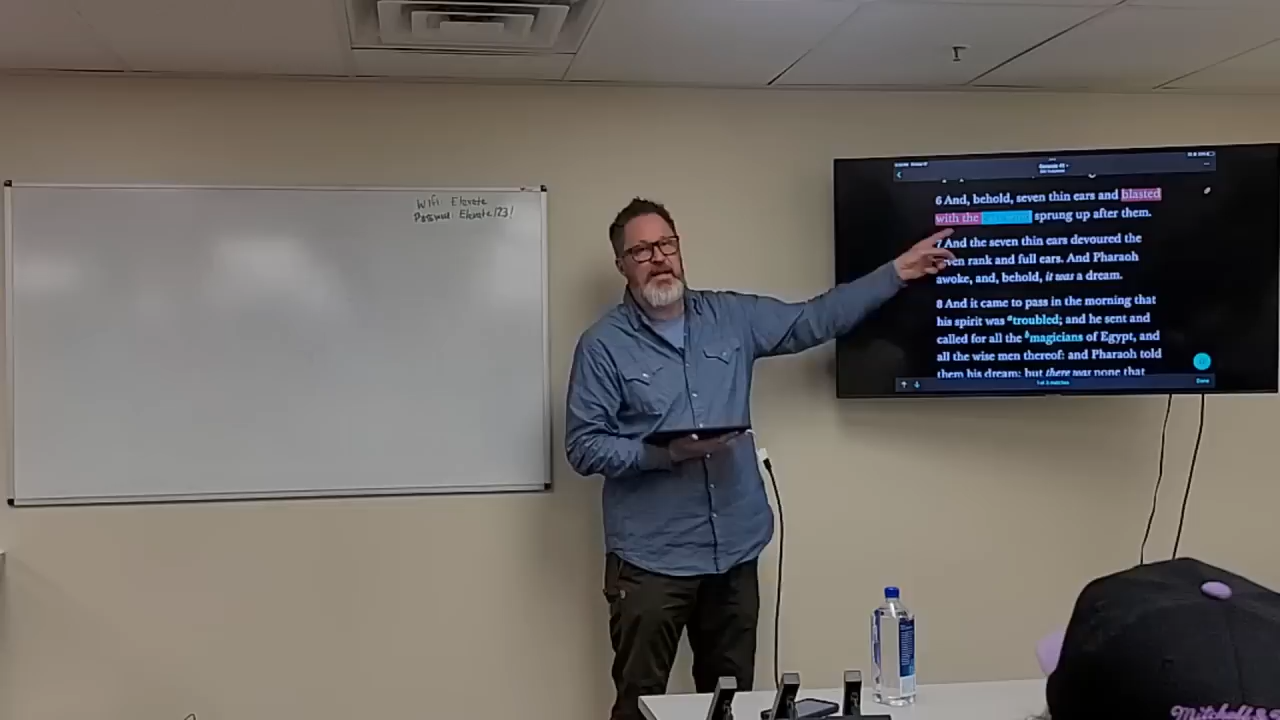 Wifi Elevate
Elevate123!
6 And, behold, seven thin ears and blasted
with the east wind sprung up after them.
7 And the seven thin ears devoured the
seven rank and full ears. And Pharaoh
awoke, and, behold, it was a dream.
8 And it came to pass in the morning that
his spirit was a troubled; and he sent and
called for all the b magicians of Egypt, and
all the wise men thereof: and Pharaoh told
them his dream; but there was none that
Done
Mitchell &